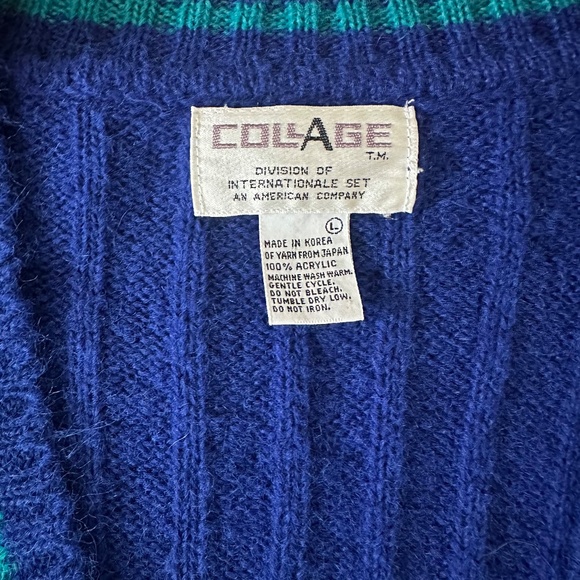 COLLAGE
T.M.
DIVISION OF
INTERNATIONALE SET
AN AMERICAN COMPANY
L
MADE IN KOREA
OF YARN FROM JAPAN
100% ACRYLIC
MACHINE WASH WARM.
GENTLE CYCLE.
DO NOT BLEACH.
TUMBLE DRY LOW.
DO NOT IRON.